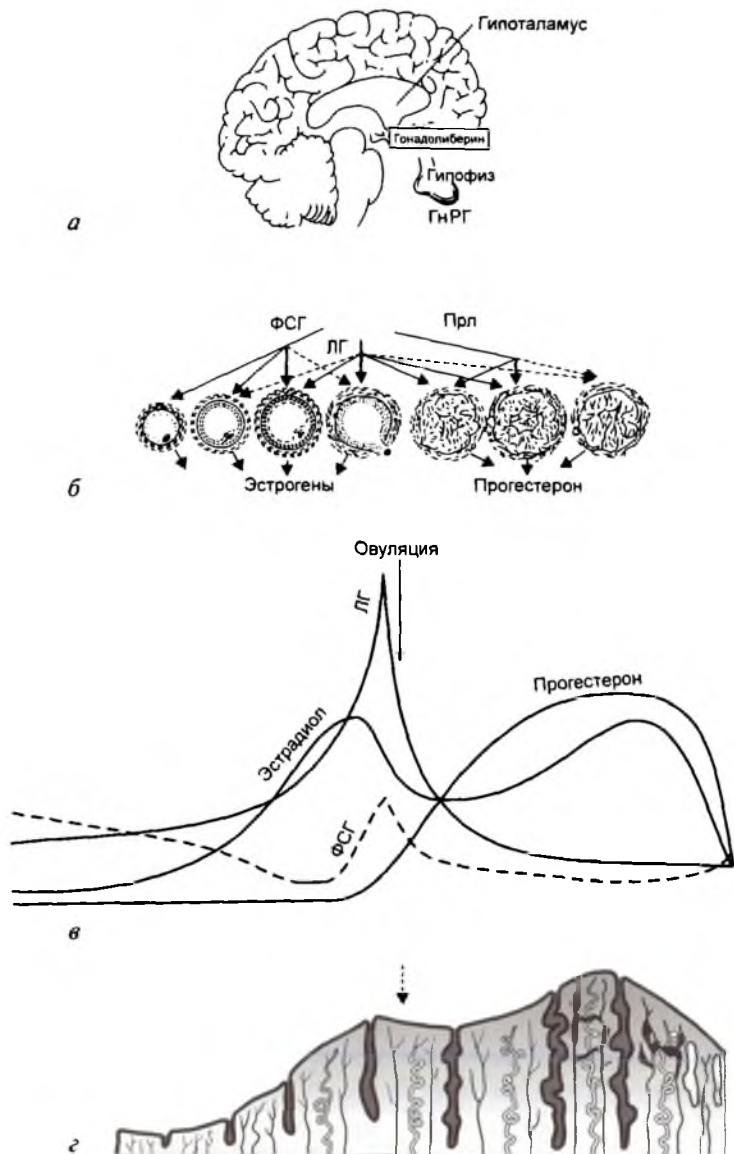 Гипоталамус
Гонадолиберин
Гипофиз
ГнРГ
а
ФСГ
Прл
ЛГ
Эстрогены
Прогестерон
б
Овуляция
ЛГ
Прогестерон
Эстрадиол
ФСГ
в
г